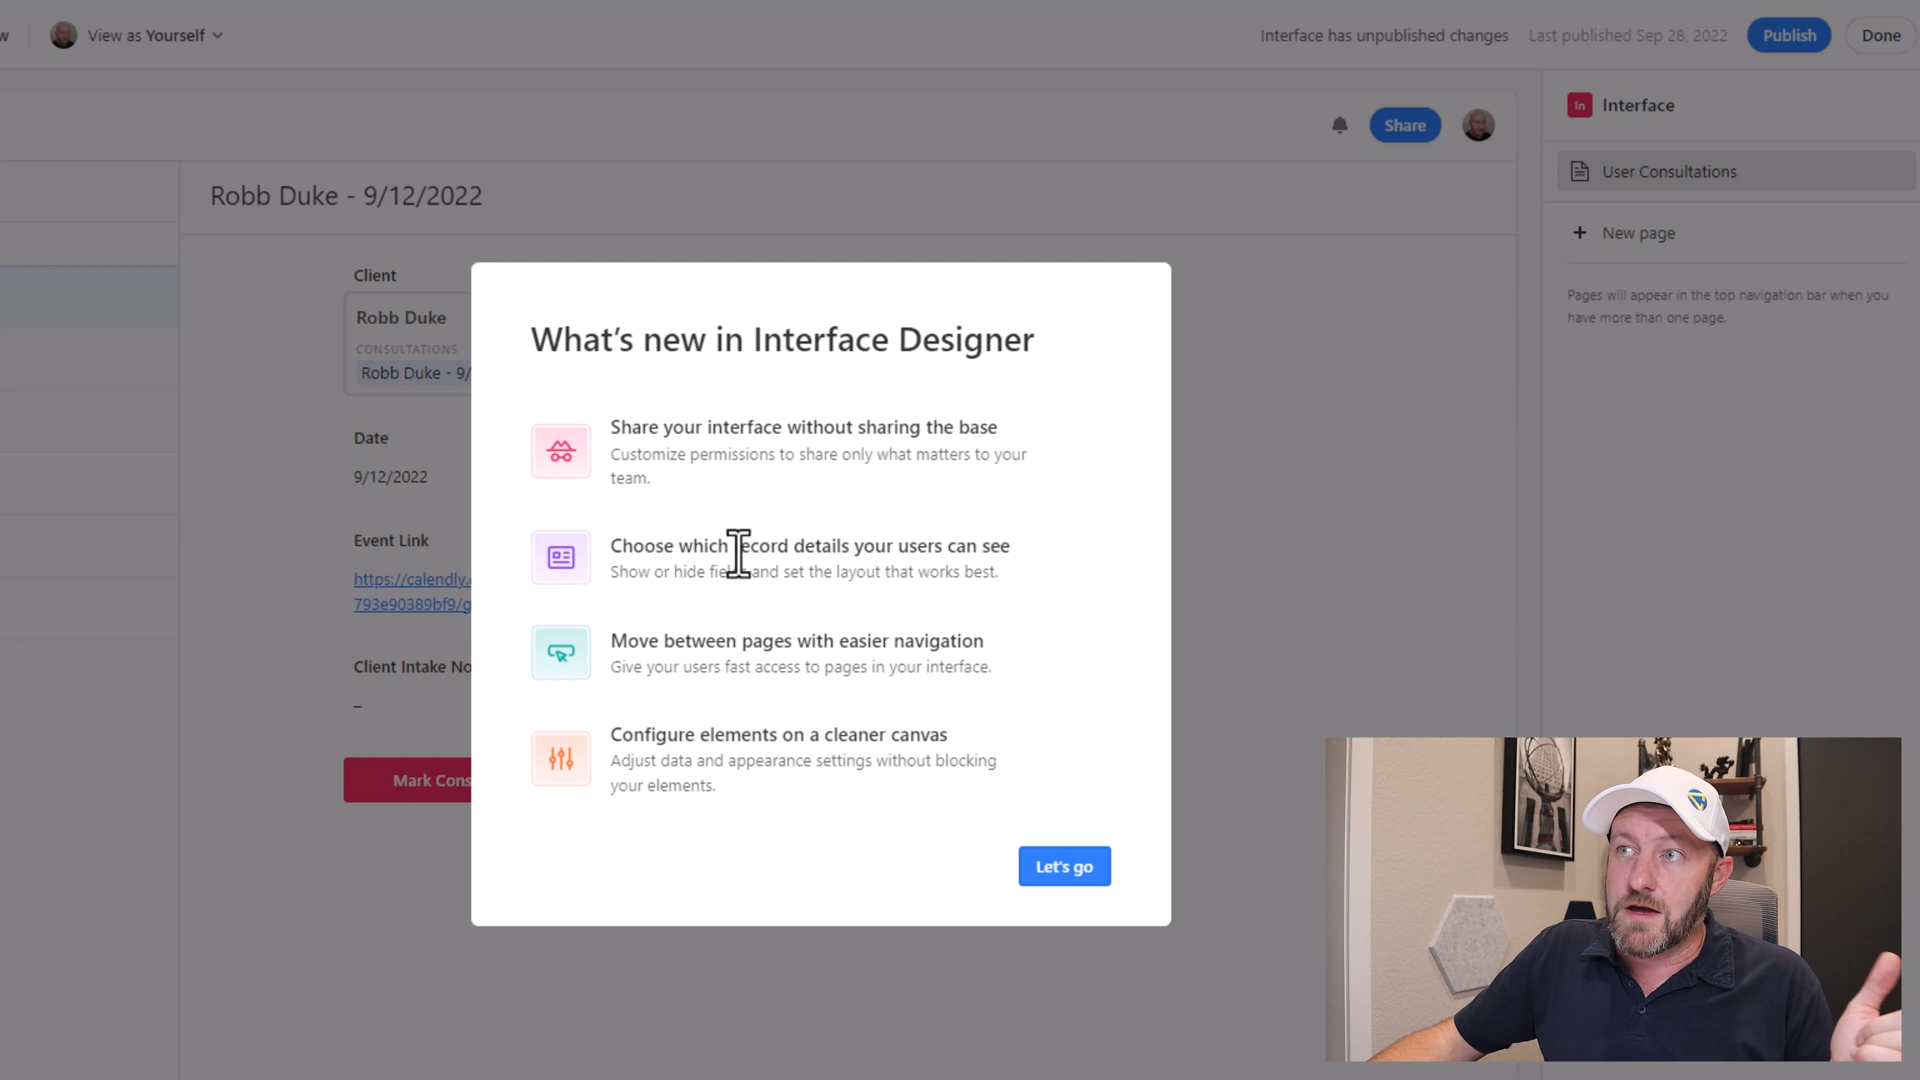 w
View as Yourself
Interface has unpublished changes
Last published Sep 28, 2022
Publish
Done
Share
In Interface
User Consultations
+ New page
Pages will appear in the top navigation bar when you
have more than one page.
Robb Duke - 9/12/2022
Client
Robb Duke
CONSULTATIONS
Robb Duke - 9/
Date
9/12/2022
Event Link
https://calendly.
793e90389bf9/g
Client Intake No
–
Mark Cons
What's new in Interface Designer
Share your interface without sharing the base
Customize permissions to share only what matters to your
team.
Choose which record details your users can see
Show or hide fields and set the layout that works best.
Move between pages with easier navigation
Give your users fast access to pages in your interface.
Configure elements on a cleaner canvas
Adjust data and appearance settings without blocking
your elements.
Let's go